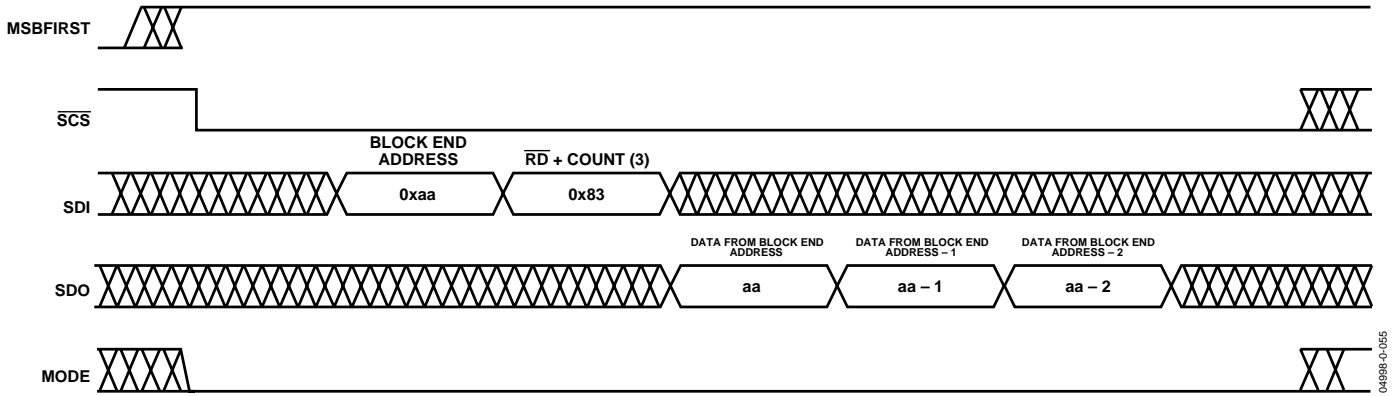 MSBFIRST
SCS
BLOCK END
ADDRESS
RD + COUNT (3)
SDI
0xaa
0x83
DATA FROM BLOCK END
ADDRESS
DATA FROM BLOCK END
ADDRESS – 1
DATA FROM BLOCK END
ADDRESS – 2
SDO
aa
aa – 1
aa – 2
MODE
04998-0-055